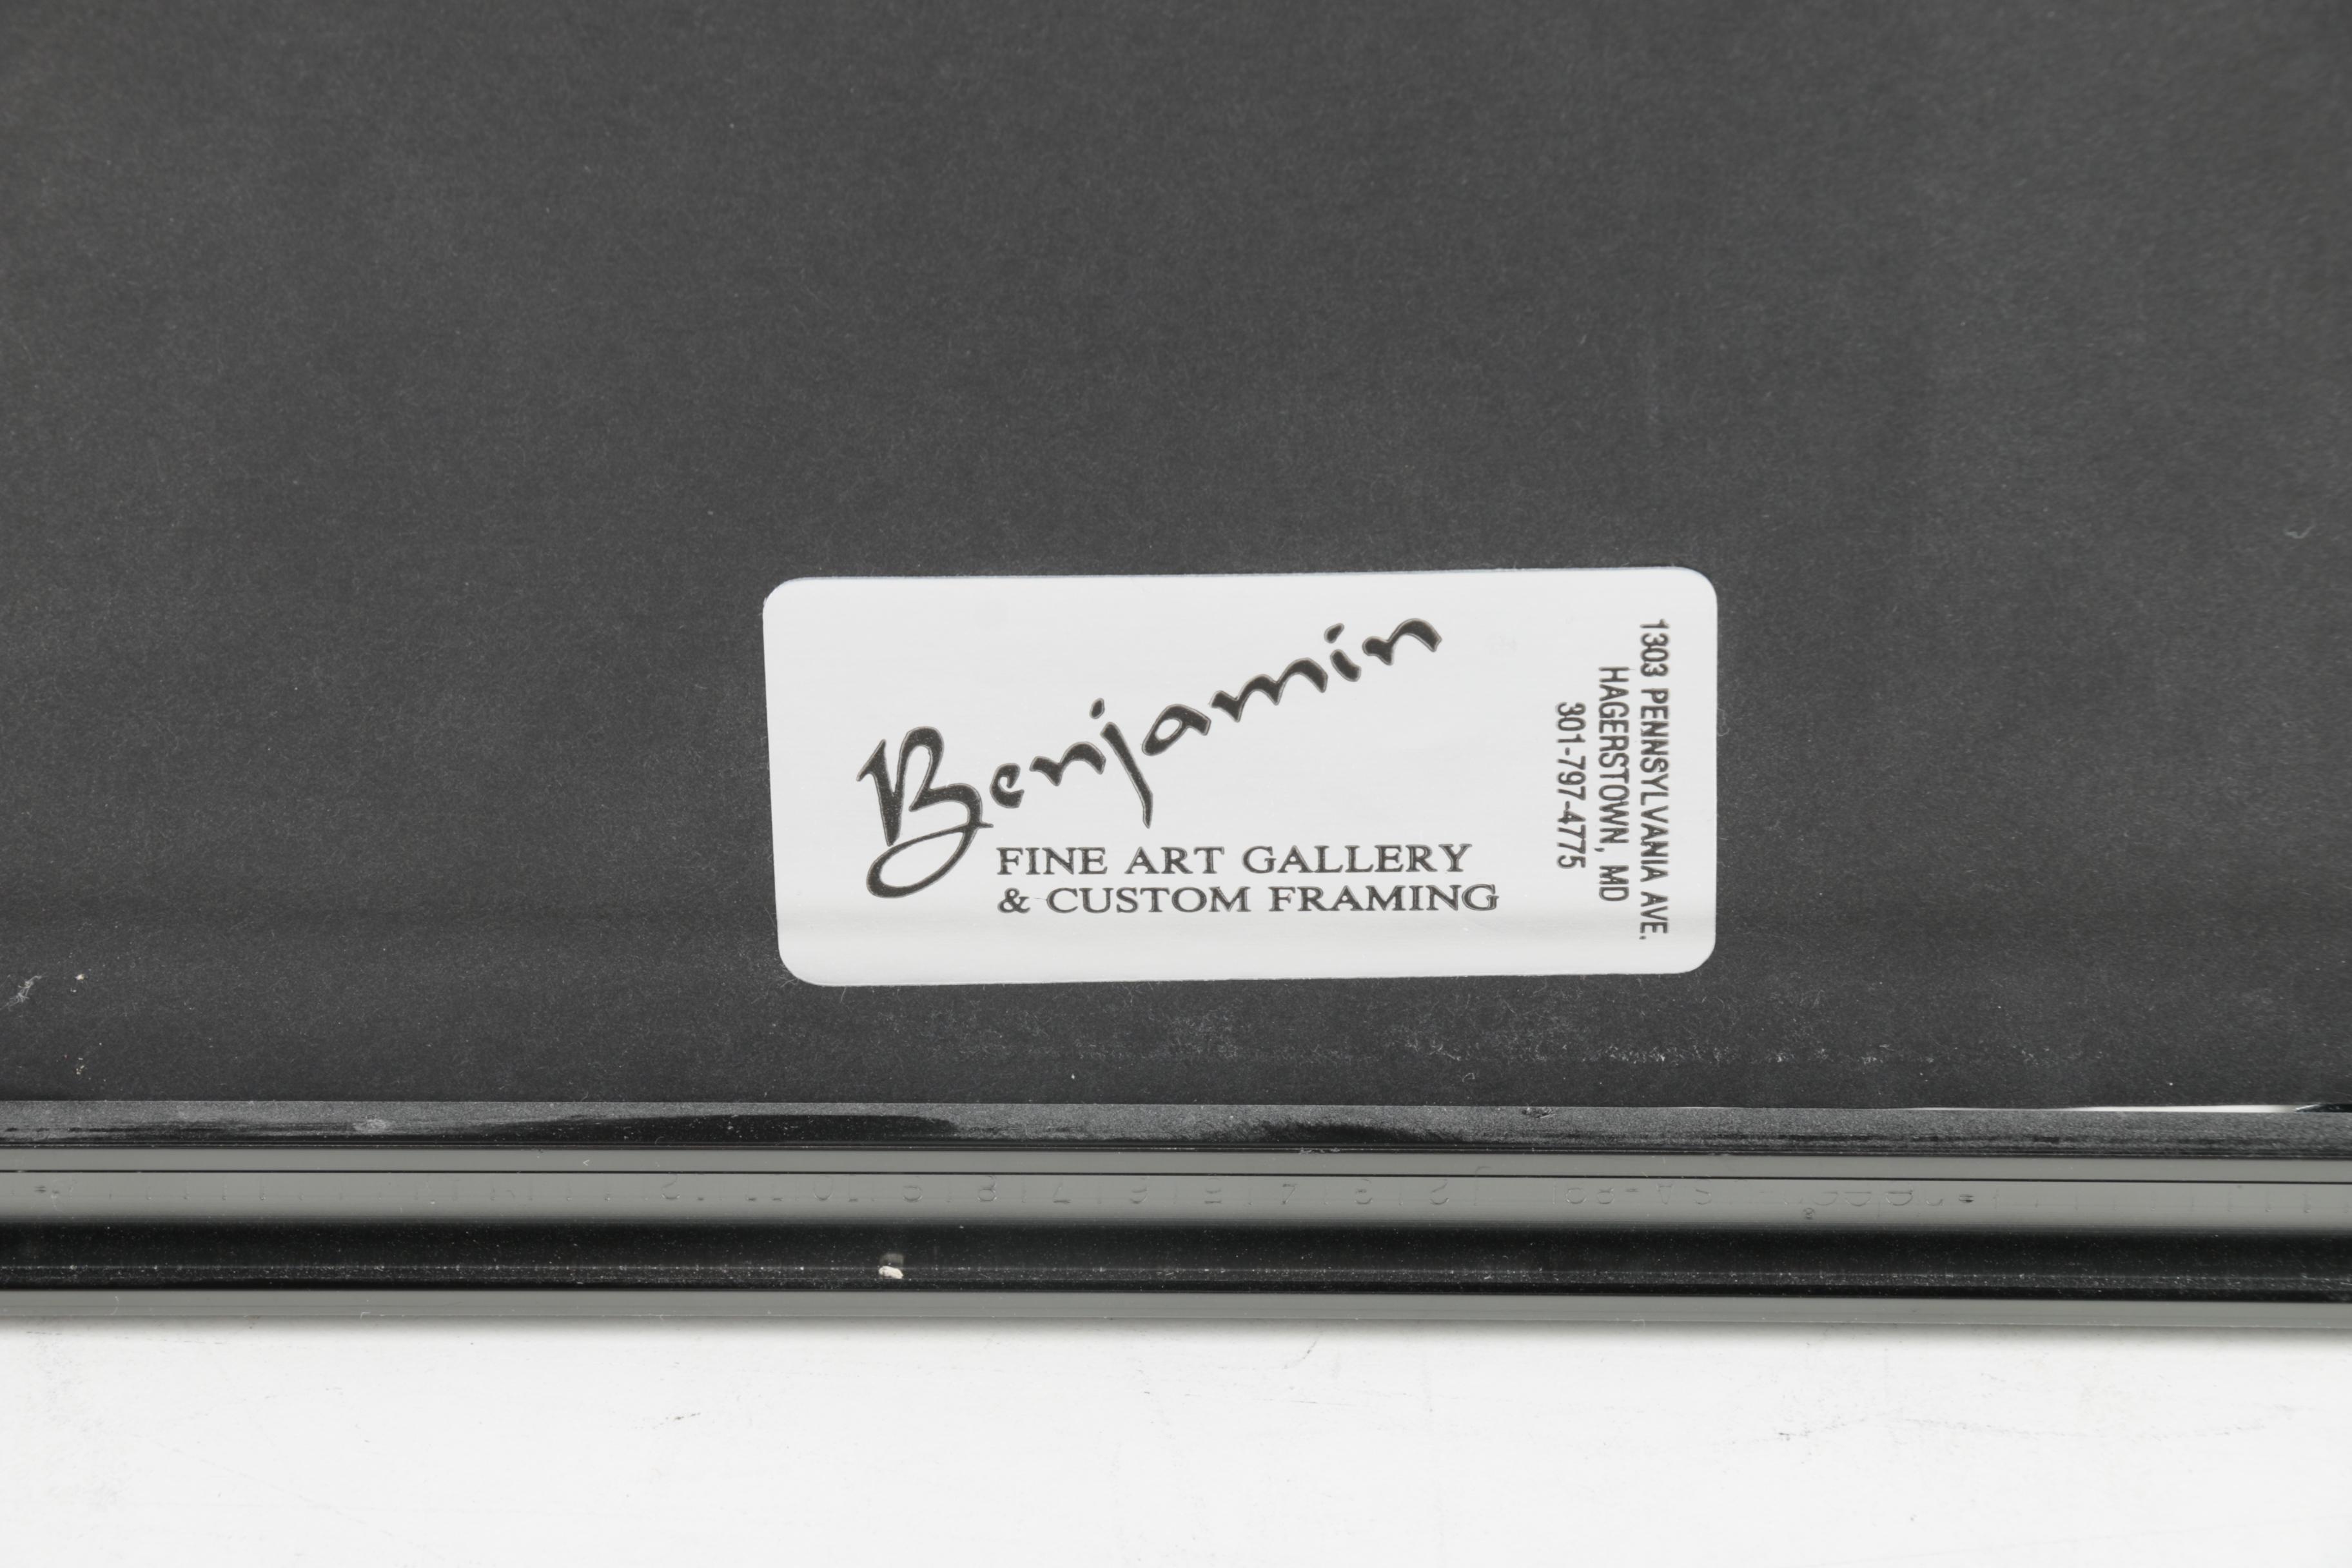 Benjamin
FINE ART GALLERY
& CUSTOM FRAMING
1303 PENNSYLVANIA AVE.
HAGERSTOWN, MD
301-797-4775